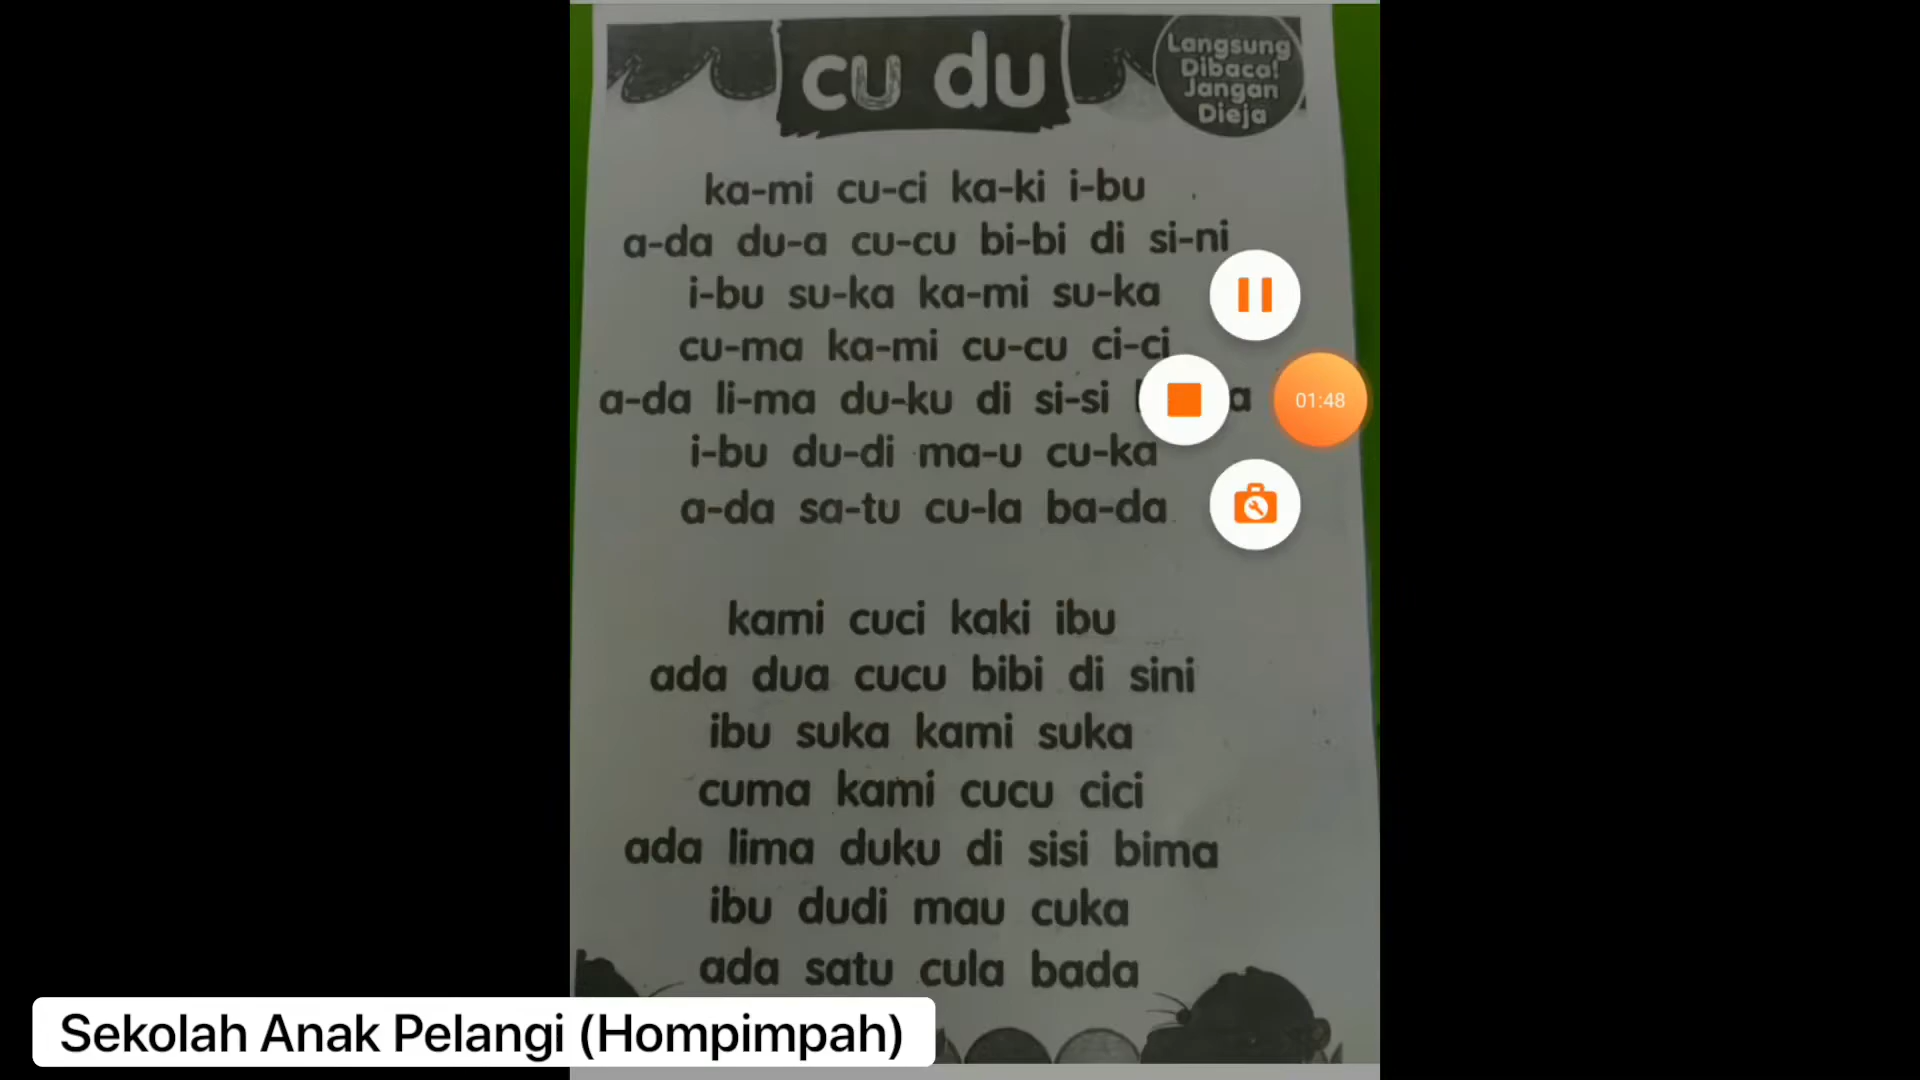 cu du
Langsung
Dibaca!
Jangan
Dieja
ka-mi cu-ci ka-ki i-bu
a-da du-a cu-cu bi-bi di si-ni
i-bu su-ka ka-mi su-ka
cu-ma ka-mi cu-cu ci-ci
a-da li-ma du-ku di si-si
01:48
i-bu du-di ma-u cu-ka
a-da sa-tu cu-la ba-da
kami cuci kaki ibu
ada dua cucu bibi di sini
ibu suka kami suka
cuma kami cucu cici
ada lima duku di sisi bima
ibu dudi mau cuka
ada satu cula bada
Sekolah Anak Pelangi (Hompimpah)